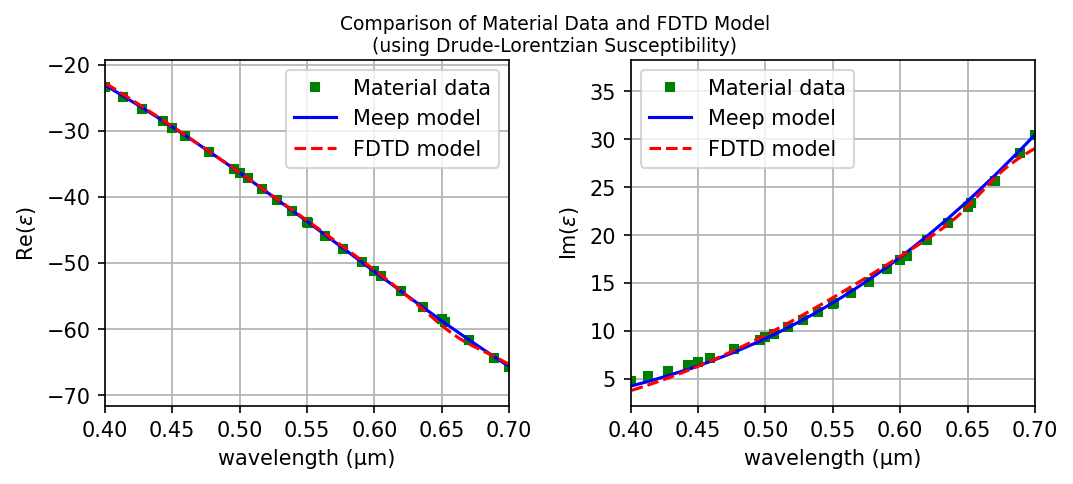 Comparison of Material Data and FDTD Model
(using Drude-Lorentzian Susceptibility)
Material data
Meep model
FDTD model
−20
−30
−40
−50
−60
−70
Re(ε)
0.40 0.45 0.50 0.55 0.60 0.65 0.70
wavelength (μm)
Material data
Meep model
FDTD model
35
30
25
20
15
10
5
Im(ε)
0.40 0.45 0.50 0.55 0.60 0.65 0.70
wavelength (μm)